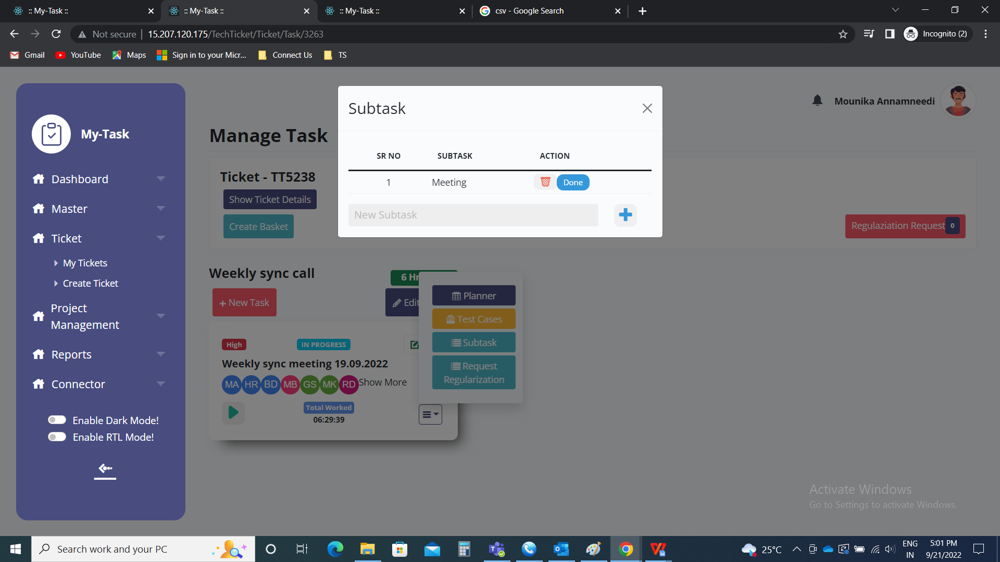 :: My-Task ::
:: My-Task ::
:: My-Task ::
csv - Google Search
Not secure
15.207.120.175/TechTicket/Ticket/Task/3263
Incognito (2)
Gmail
YouTube
Maps
Sign in to your Micr...
Connect Us
TS
My-Task
Dashboard
Master
Ticket
My Tickets
Create Ticket
Project
Management
Reports
Connector
Enable Dark Mode!
Enable RTL Mode!
Mounika Annamneedi
Manage Task
Ticket - TT5238
Show Ticket Details
Create Basket
Regulaziation Request 0
Subtask
SR NO SUBTASK ACTION
1 Meeting Done
New Subtask
Weekly sync call
6 Hr
New Task
Edit
Planner
Test Cases
Subtask
Request
Regularization
High
IN PROGRESS
Weekly sync meeting 19.09.2022
MA HR BD MB GS MK RD Show More
Total Worked
06:29:39
Activate Windows
Go to Settings to activate Windows.
Search work and your PC
25°C
ENG
IN
5:01 PM
9/21/2022